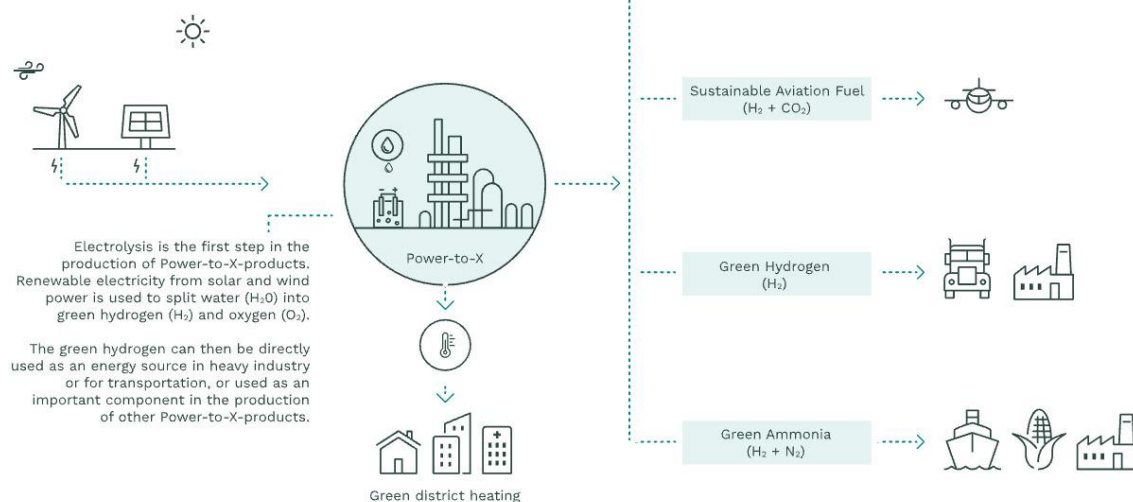 Sustainable Aviation Fuel
(H₂ + CO₂)
Power-to-X
Electrolysis is the first step in the
production of Power-to-X-products.
Renewable electricity from solar and wind
power is used to split water (H₂0) into
green hydrogen (H₂) and oxygen (O₂).
The green hydrogen can then be directly
used as an energy source in heavy industry
or for transportation, or used as an
important component in the production
of other Power-to-X-products.
Green Hydrogen
(H₂)
Green Ammonia
(H₂ + N₂)
Green district heating